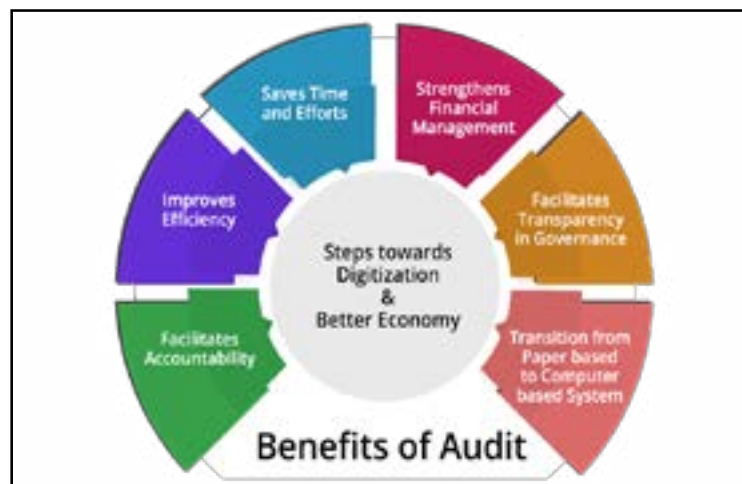 Saves Time
and Efforts
Strengthens
Financial
Management
Improves
Efficiency
Facilitates
Transparency
in Governance
Steps towards
Digitization
&
Better Economy
Facilitates
Accountability
Transition from
Paper based
to Computer
based System
Benefits of Audit